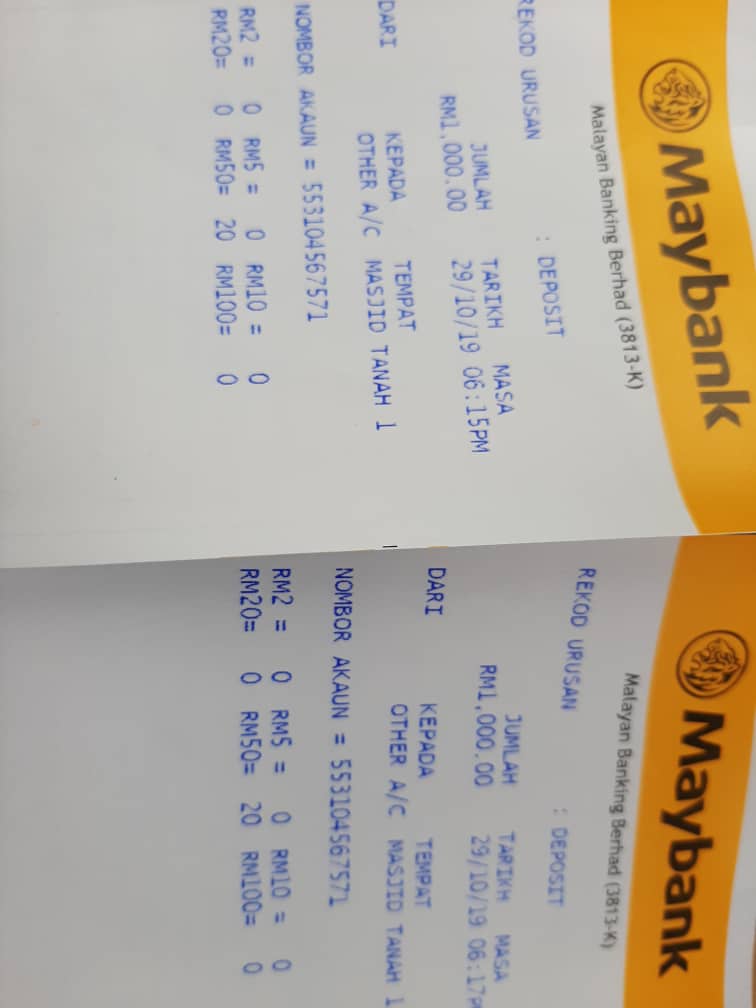 Maybank
Malayan Banking Berhad (3813-K)
REKOD URUSAN : DEPOSIT
JUMLAH TARIKH MASA
RM1,000.00 29/10/19 06:15PM
DARI KEPADA TEMPAT
OTHER A/C MASJID TANAH 1
NOMBOR AKAUN = 553104567571
RM2 = 0 RM5 = 0 RM10 = 0
RM20= 0 RM50= 20 RM100= 0
Maybank
Malayan Banking Berhad (3813-K)
REKOD URUSAN : DEPOSIT
JUMLAH TARIKH MASA
RM1,000.00 29/10/19 06:17PM
DARI KEPADA TEMPAT
OTHER A/C MASJID TANAH 1
NOMBOR AKAUN = 553104567571
RM2 = 0 RM5 = 0 RM10 = 0
RM20= 0 RM50= 20 RM100= 0